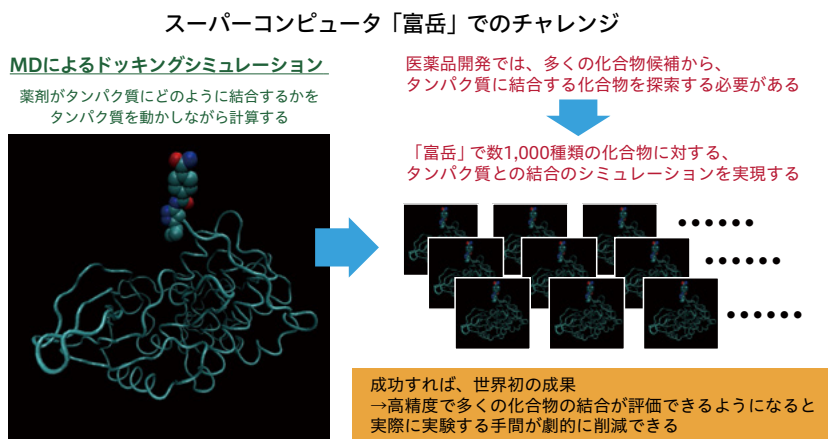 スーパーコンピュータ「富岳」でのチャレンジ
MDによるドッキングシミュレーション
薬剤がタンパク質にどのように結合するかを
タンパク質を動かしながら計算する
医薬品開発では、多くの化合物候補から、
タンパク質に結合する化合物を探索する必要がある
「富岳」で数1,000種類の化合物に対する、
タンパク質との結合のシミュレーションを実現する
••••••
••••••
••••••
成功すれば、世界初の成果
→高精度で多くの化合物の結合が評価できるようになると
実際に実験する手間が劇的に削減できる